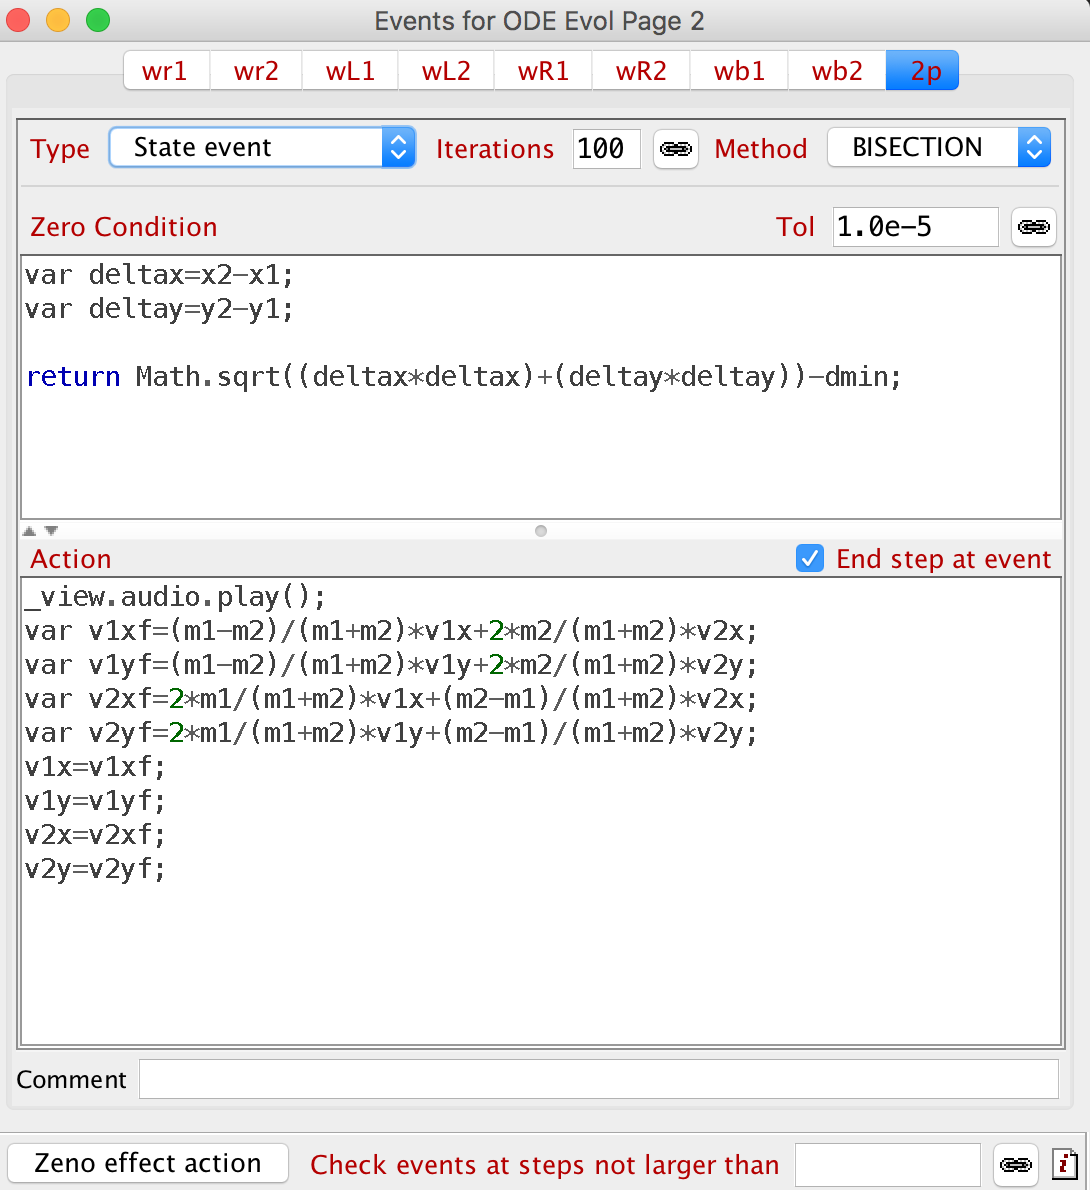 Events for ODE Evol Page 2
wr1 wr2 wL1 wL2 wR1 wR2 wb1 wb2 2p
Type State event Iterations 100 Method BISECTION
Zero Condition Tol 1.0e-5
var deltax=x2-x1;
var deltay=y2-y1;
return Math.sqrt((deltax*deltax)+(deltay*deltay))-dmin;
Action End step at event
_view.audio.play();
var v1xf=(m1-m2)/(m1+m2)*v1x+2*m2/(m1+m2)*v2x;
var v1yf=(m1-m2)/(m1+m2)*v1y+2*m2/(m1+m2)*v2y;
var v2xf=2*m1/(m1+m2)*v1x+(m2-m1)/(m1+m2)*v2x;
var v2yf=2*m1/(m1+m2)*v1y+(m2-m1)/(m1+m2)*v2y;
v1x=v1xf;
v1y=v1yf;
v2x=v2xf;
v2y=v2yf;
Comment
Zeno effect action Check events at steps not larger than